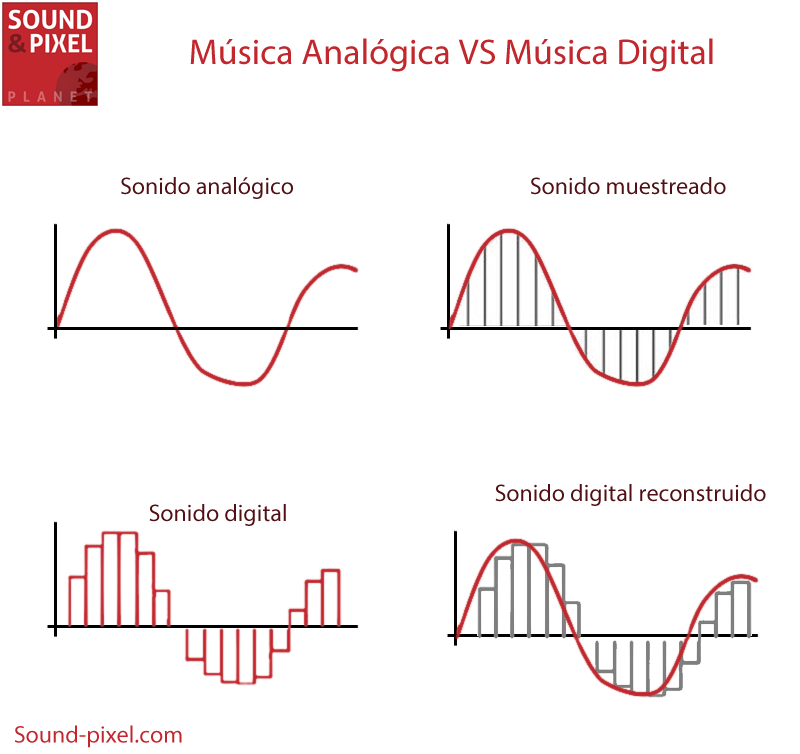 SOUND
& PIXEL
PLANET
Música Analógica VS Música Digital
Sonido analógico
Sonido muestreado
Sonido digital
Sonido digital reconstruido
Sound-pixel.com